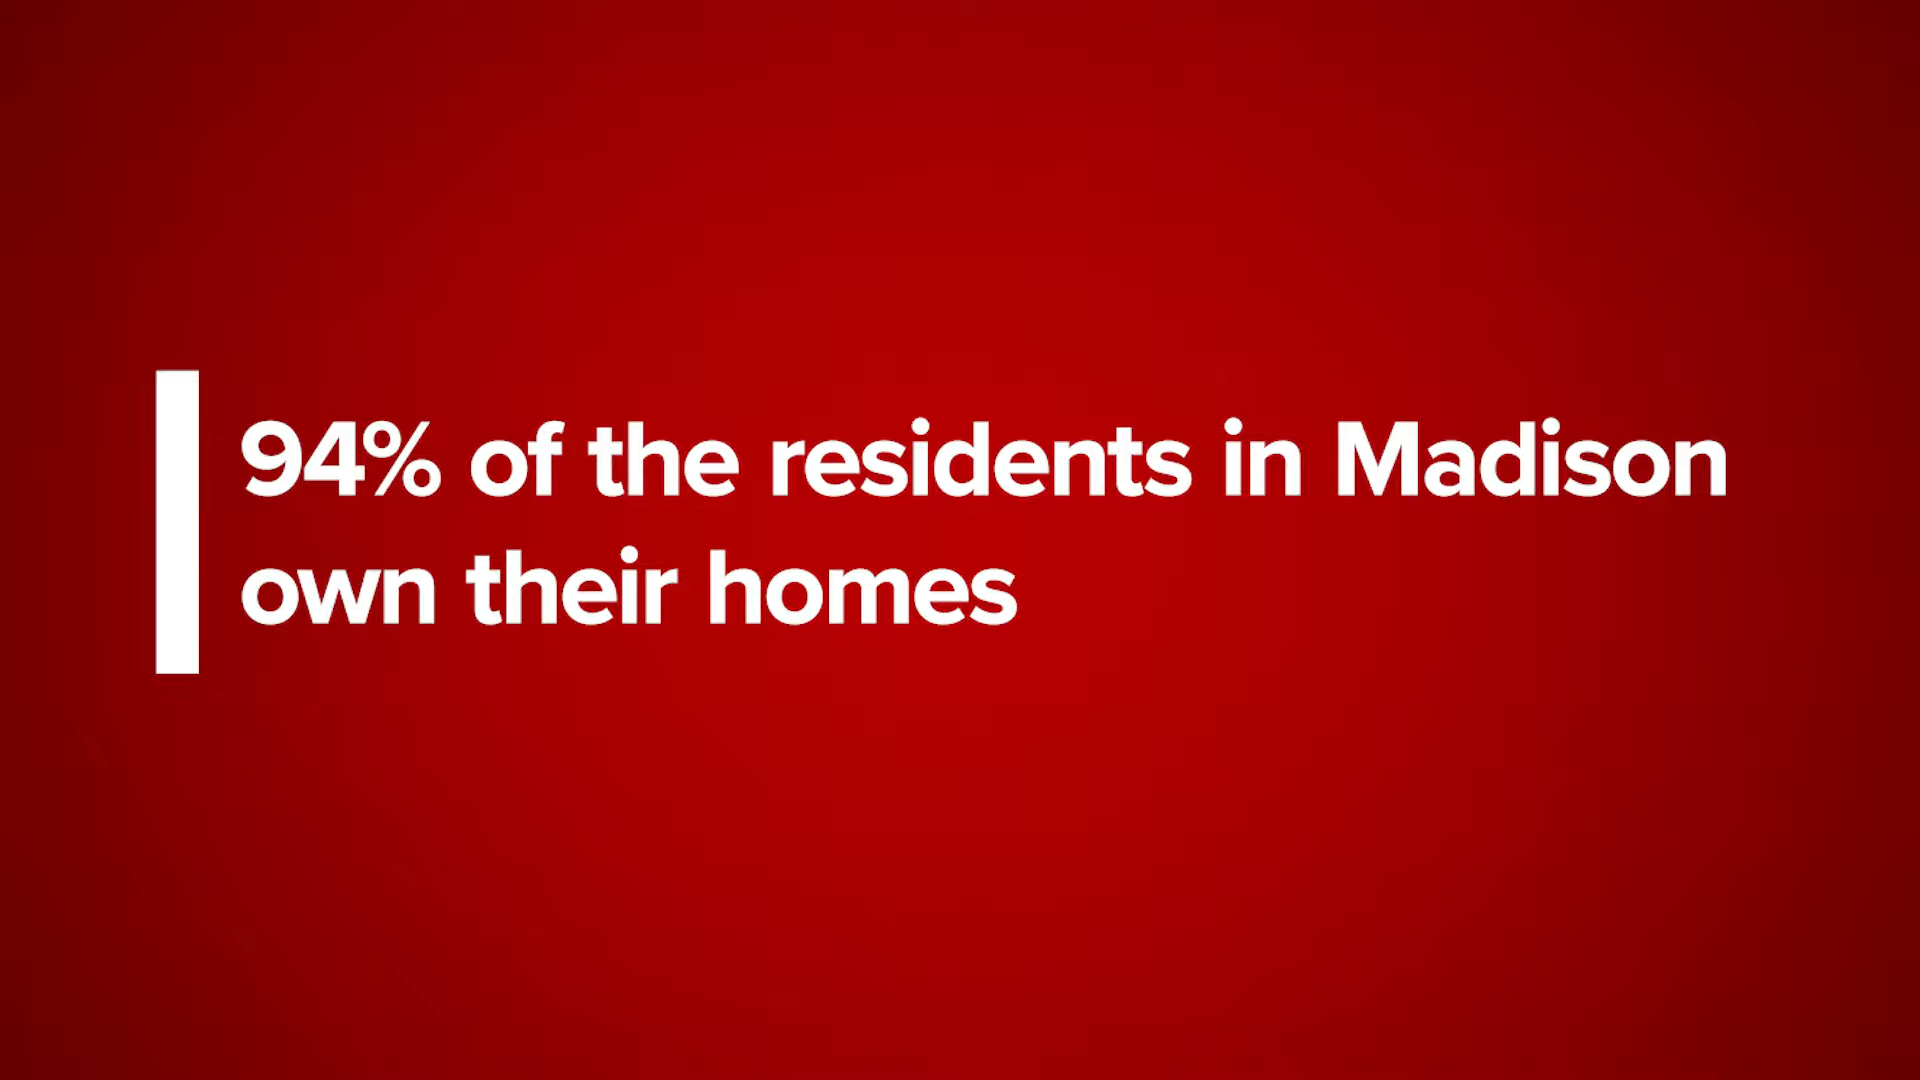 94% of the residents in Madison
own their homes